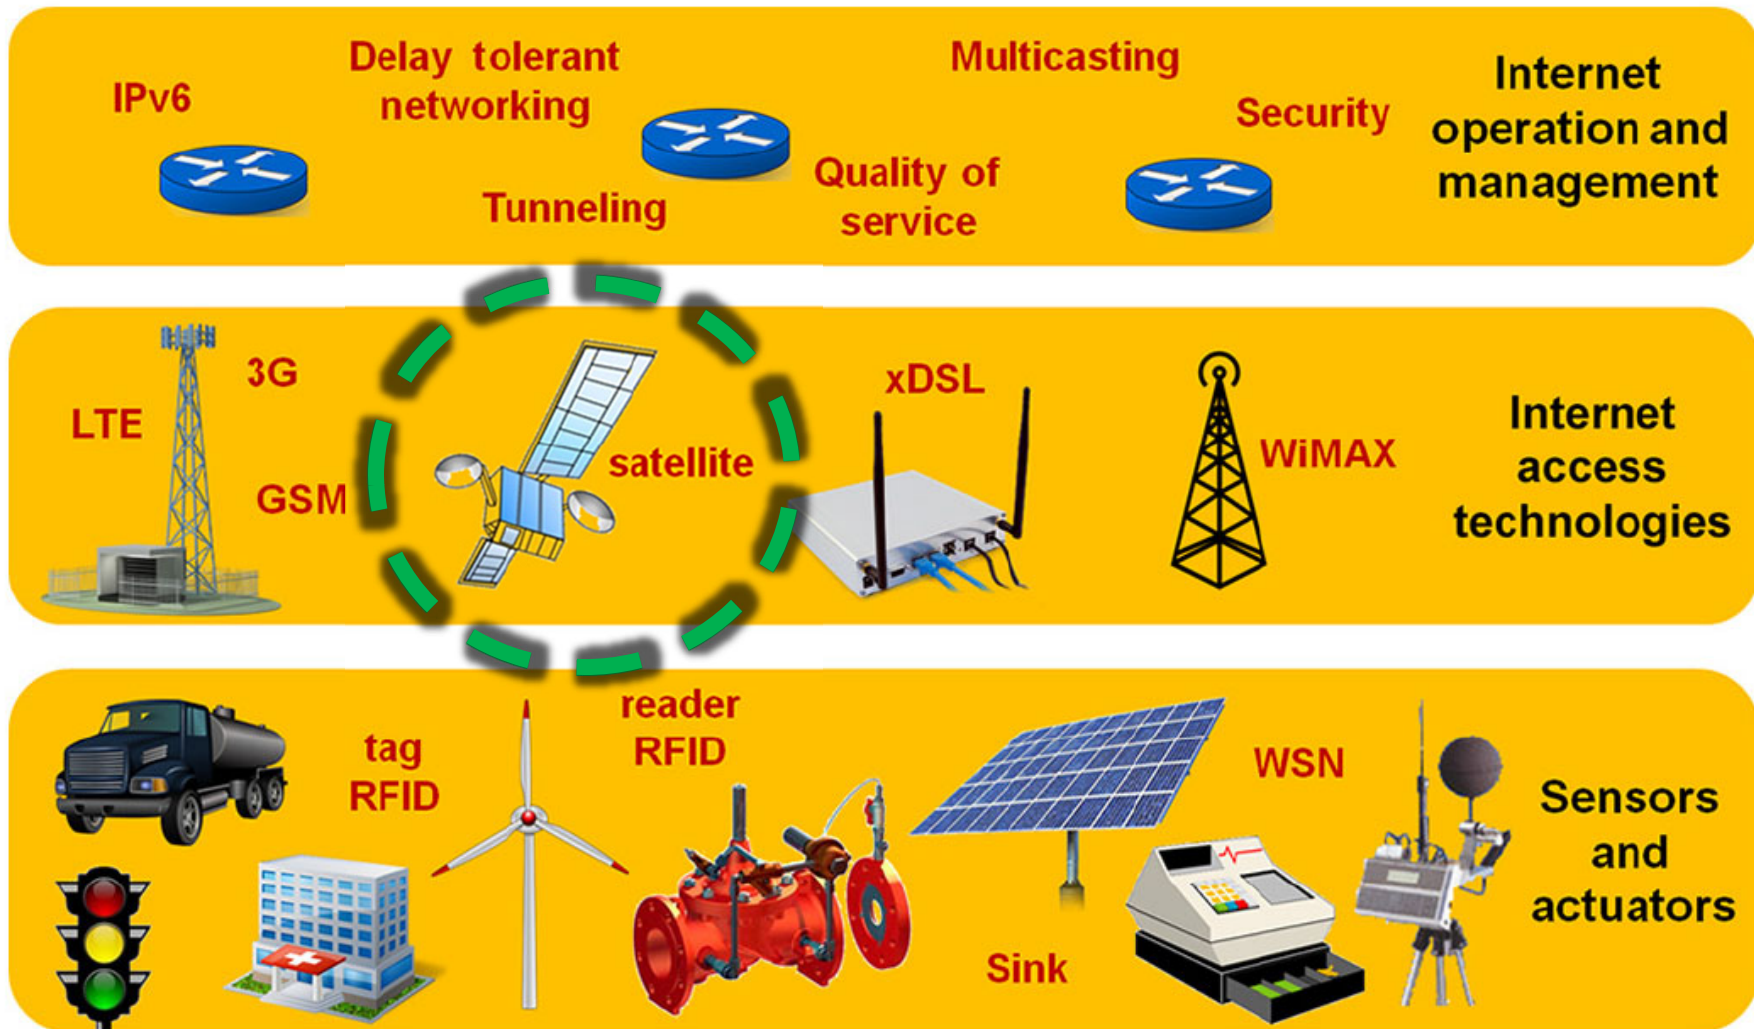 IPv6
Delay tolerant
networking
Tunneling
Multicasting
Quality of
service
Security
Internet
operation and
management
LTE
3G
GSM
satellite
xDSL
WiMAX
Internet
access
technologies
tag
RFID
reader
RFID
Sink
WSN
Sensors
and
actuators